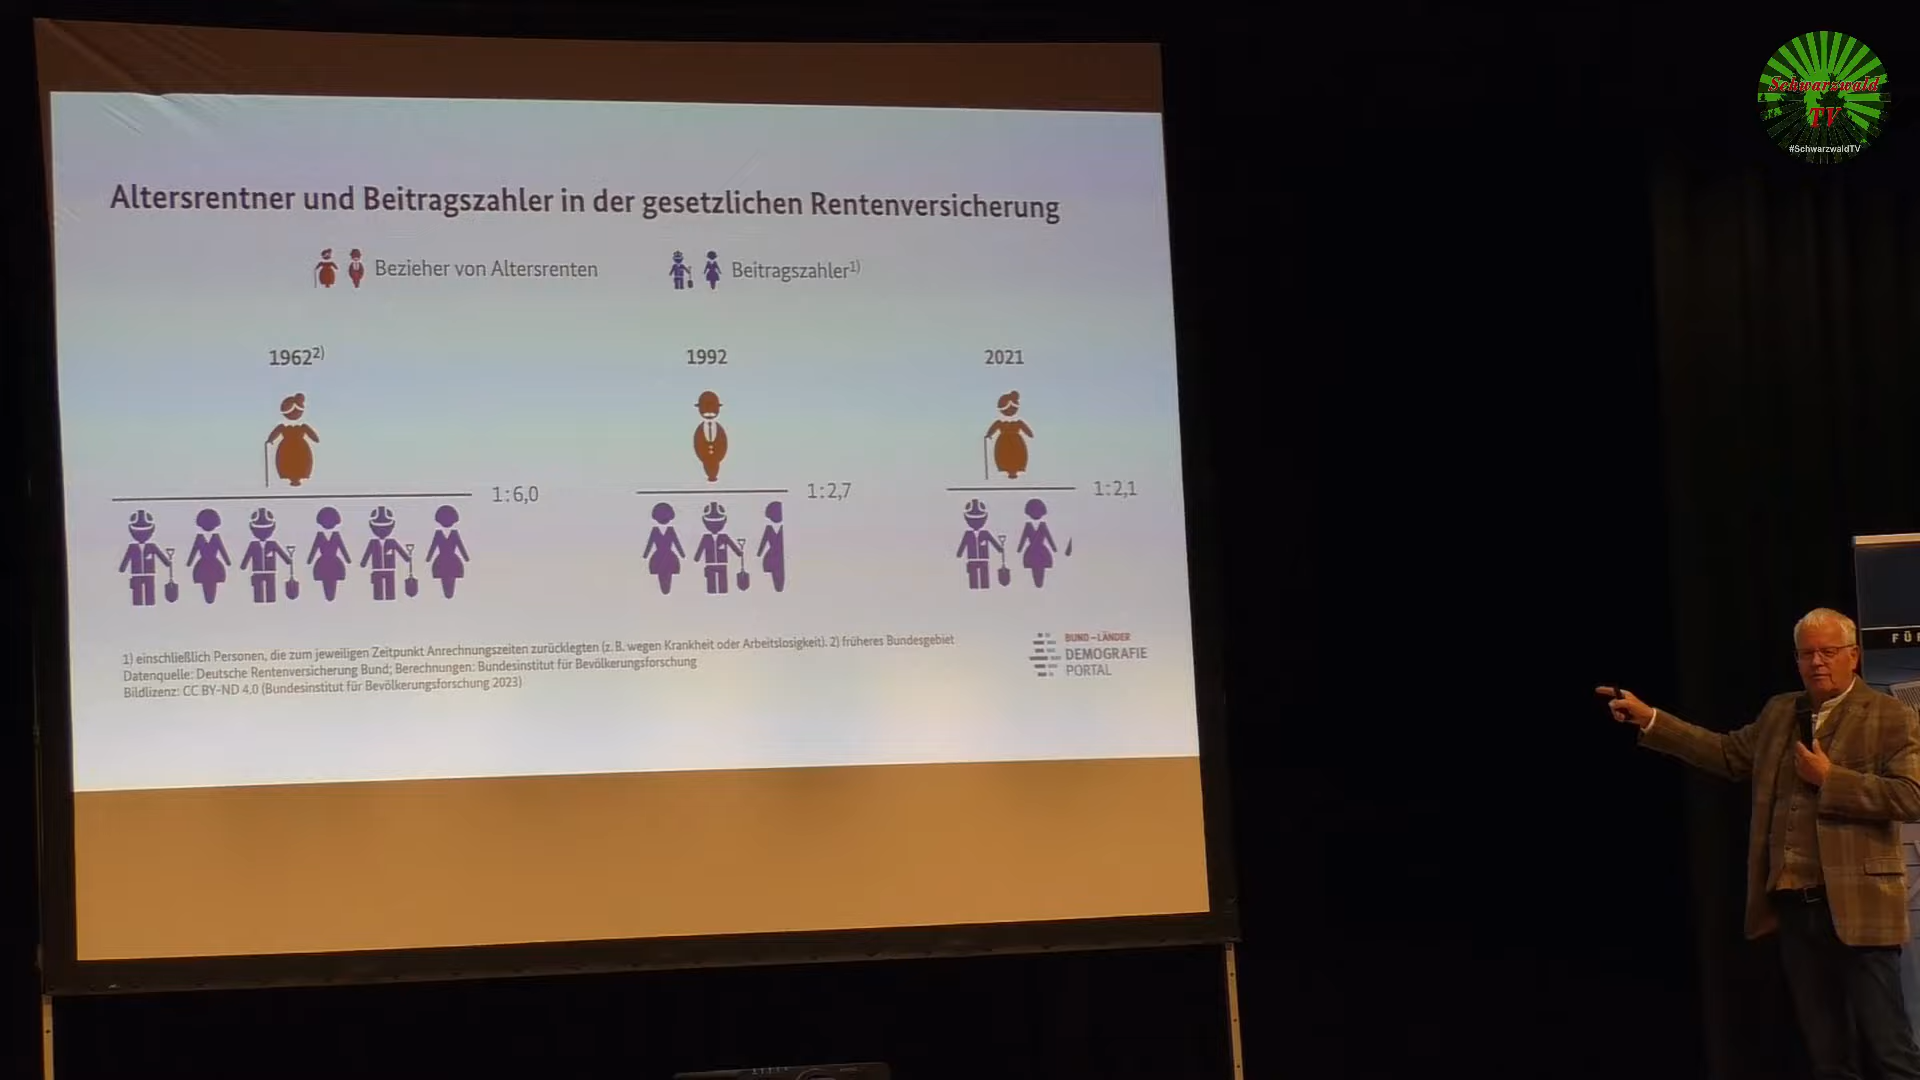 Schwarzwald
TV
#SchwarzwaldTV
Altersrentner und Beitragszahler in der gesetzlichen Rentenversicherung
Bezieher von Altersrenten
Beitragszahler1)
19622)
1992
2021
1:6,0
1:2,7
1:2,1
1) einschließlich Personen, die zum jeweiligen Zeitpunkt Anrechnungszeiten zurücklegten (z. B. wegen Krankheit oder Arbeitslosigkeit). 2) früheres Bundesgebiet
Datenquelle: Deutsche Rentenversicherung Bund; Berechnungen: Bundesinstitut für Bevölkerungsforschung
Bildlizenz: CC BY-ND 4.0 (Bundesinstitut für Bevölkerungsforschung 2023)
BUND-LÄNDER
DEMOGRAFIE
PORTAL